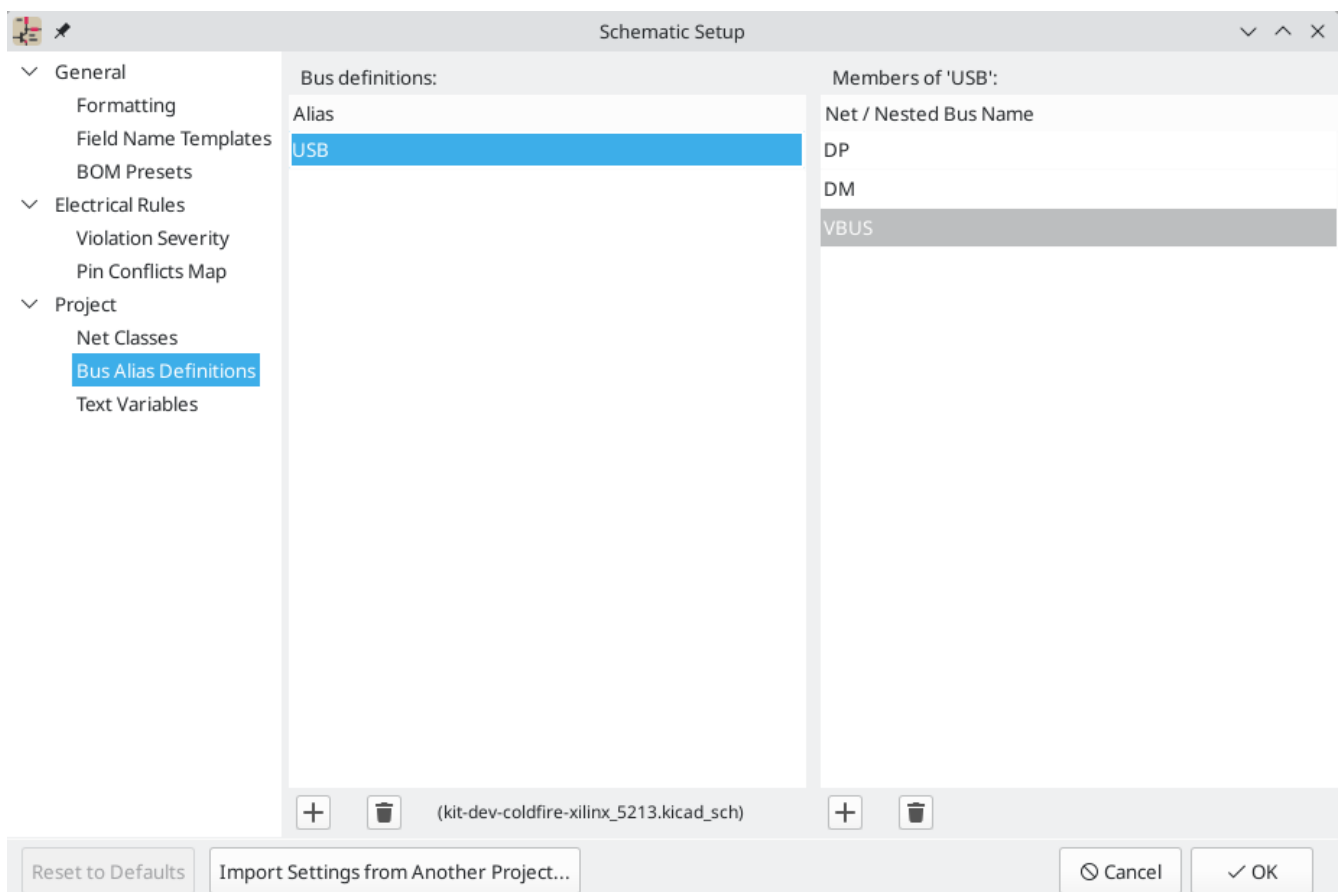 Schematic Setup
General
Formatting
Field Name Templates
BOM Presets
Electrical Rules
Violation Severity
Pin Conflicts Map
Project
Net Classes
Bus Alias Definitions
Text Variables
Bus definitions:
Alias
USB
(kit-dev-coldfire-xilinx_5213.kicad_sch)
Members of 'USB':
Net / Nested Bus Name
DP
DM
VBUS
Reset to Defaults
Import Settings from Another Project...
Cancel
OK